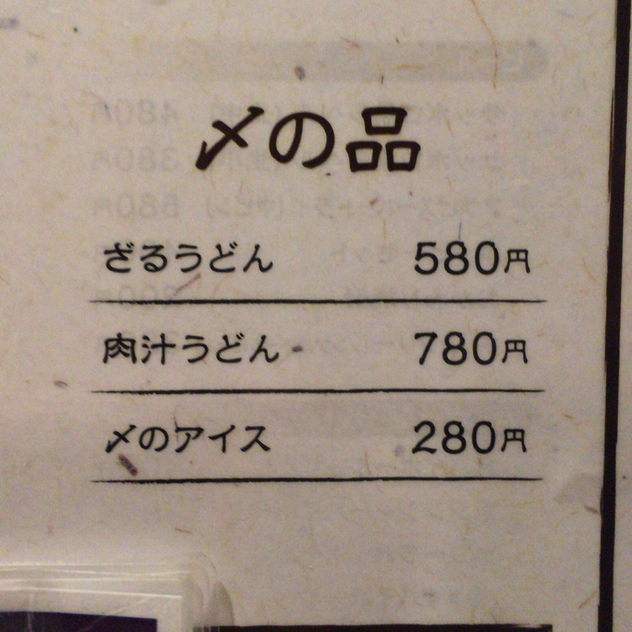 〆の品
ざるうどん 580円
肉汁うどん 780円
〆のアイス 280円